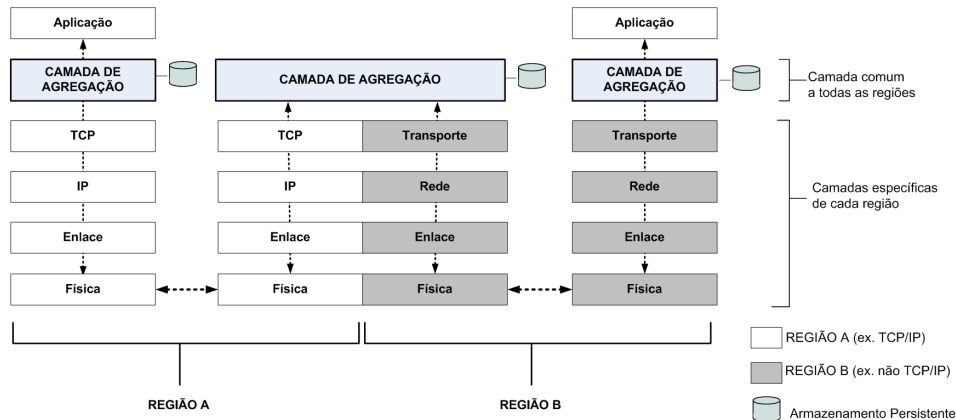 Aplicação
Aplicação
CAMADA DE
AGREGAÇÃO
CAMADA DE AGREGAÇÃO
CAMADA DE
AGREGAÇÃO
Camada comum
a todas as regiões
TCP
TCP
Transporte
Transporte
IP
IP
Rede
Rede
Camadas específicas
de cada região
Enlace
Enlace
Enlace
Enlace
Física
Física
Física
Física
REGIÃO A (ex. TCP/IP)
REGIÃO B (ex. não TCP/IP)
REGIÃO A
REGIÃO B
Armazenamento Persistente